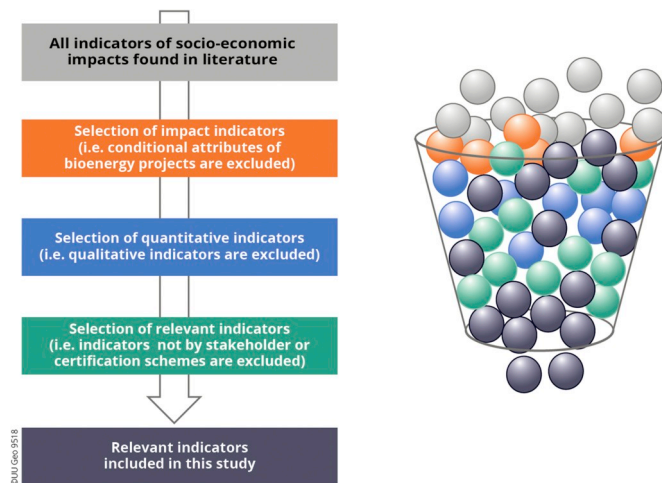 All indicators of socio-economic
impacts found in literature
Selection of impact indicators
(i.e. conditional attributes of
bioenergy projects are excluded)
Selection of quantitative indicators
(i.e. qualitative indicators are excluded)
Selection of relevant indicators
(i.e. indicators not by stakeholder or
certification schemes are excluded)
Relevant indicators
included in this study
©UU Geo 9518